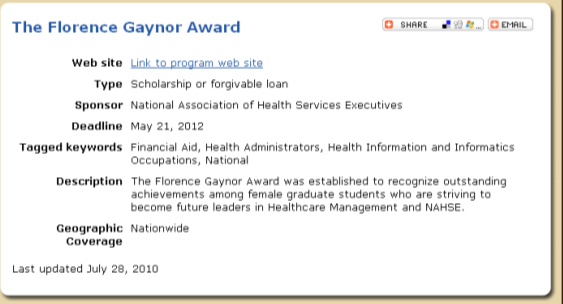 The Florence Gaynor Award
SHARE
EMAIL
Web site Link to program web site
Type Scholarship or forgivable loan
Sponsor National Association of Health Services Executives
Deadline May 21, 2012
Tagged keywords Financial Aid, Health Administrators, Health Information and Informatics
Occupations, National
Description The Florence Gaynor Award was established to recognize outstanding
achievements among female graduate students who are striving to
become future leaders in Healthcare Management and NAHSE.
Geographic Nationwide
Coverage
Last updated July 28, 2010